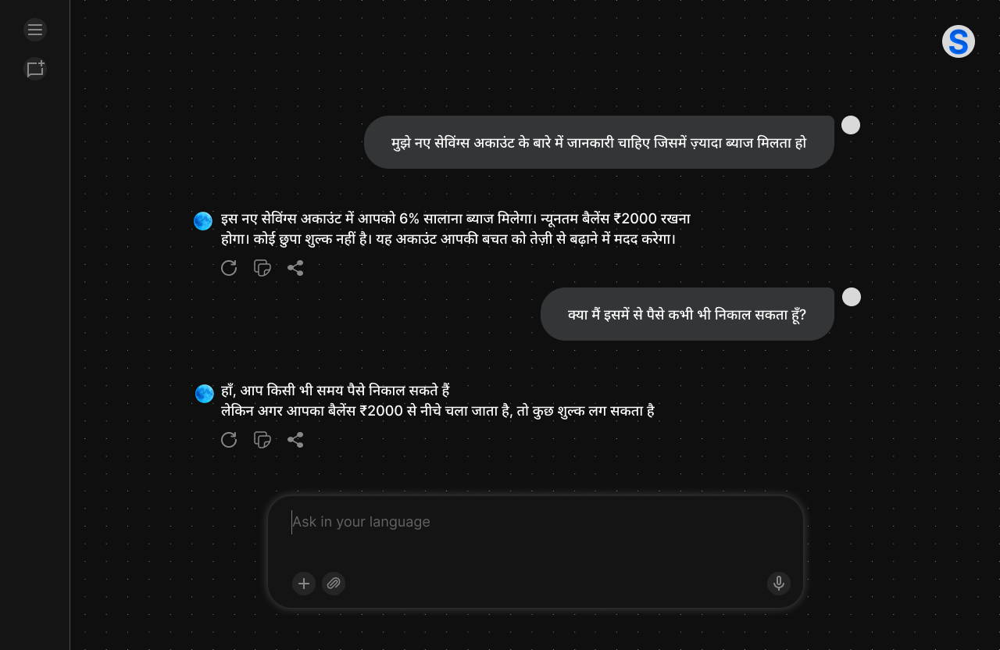 S
मुझे नए सेविंग्स अकाउंट के बारे में जानकारी चाहिए जिसमें ज़्यादा ब्याज मिलता हो
इस नए सेविंग्स अकाउंट में आपको 6% सालाना ब्याज मिलेगा। न्यूनतम बैलेंस ₹2000 रखना
होगा। कोई छुपा शुल्क नहीं है। यह अकाउंट आपकी बचत को तेज़ी से बढ़ाने में मदद करेगा।
क्या मैं इसमें से पैसे कभी भी निकाल सकता हूँ?
हाँ, आप किसी भी समय पैसे निकाल सकते हैं
लेकिन अगर आपका बैलेंस ₹2000 से नीचे चला जाता है, तो कुछ शुल्क लग सकता है
Ask in your language